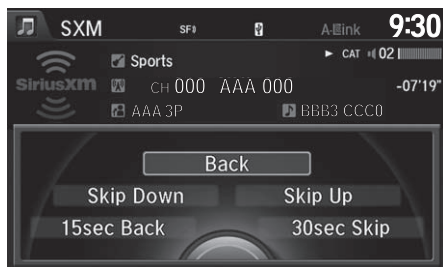 SXM SF A-Link 9:30
Sports CAT 02
SiriusXM CH 000 AAA 000 -07'19"
AAA 3P BBB3 CCC0
Back
Skip Down Skip Up
15sec Back 30sec Skip